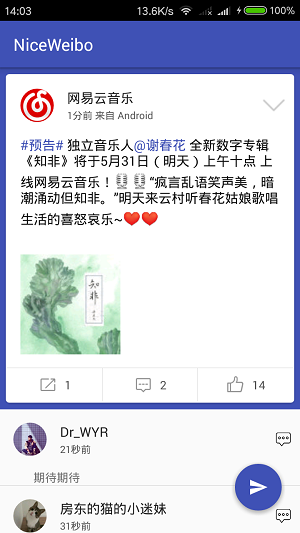 14:03
13.6K/s
100%
NiceWeibo
网易云音乐
1分前 来自 Android
#预告# 独立音乐人@谢春花 全新数字专辑
《知非》将于5月31日（明天）上午十点 上
线网易云音乐！🎙🎙“疯言乱语笑声美，暗
潮涌动但知非。”明天来云村听春花姑娘歌唱
生活的喜怒哀乐~❤❤
知非
1
2
14
Dr_WYR
21秒前
期待期待
房东的猫的小迷妹
31秒前